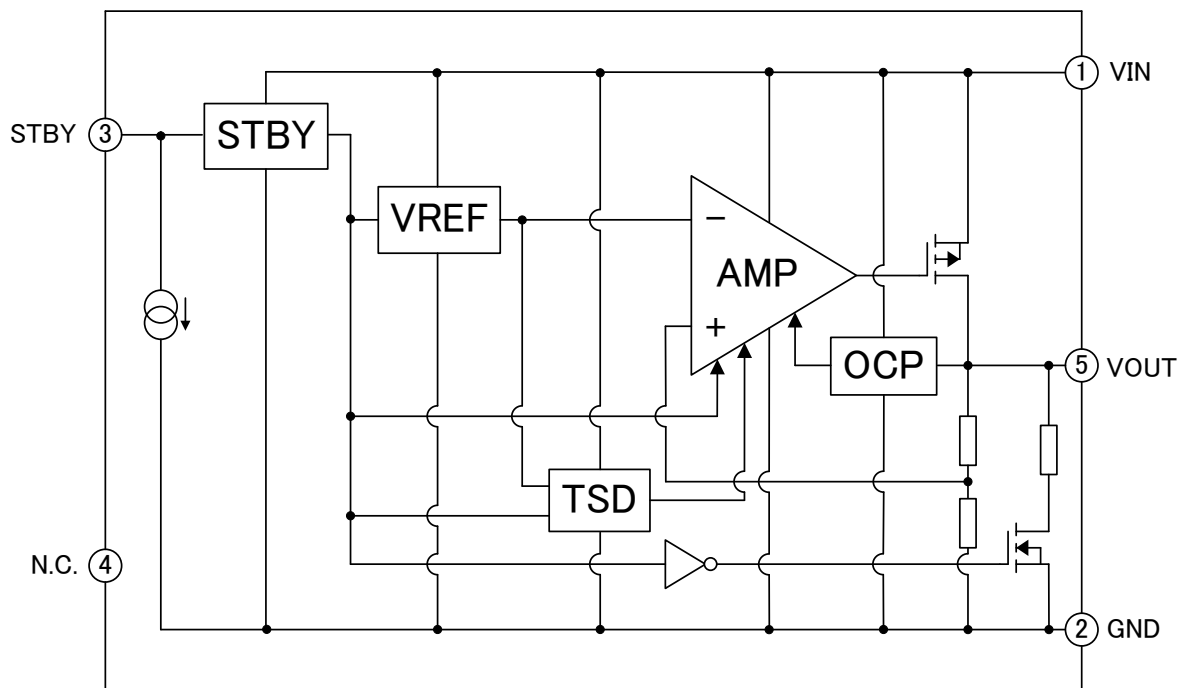 1 VIN
STBY 3
STBY
VREF
−
AMP
+
OCP
5 VOUT
TSD
N.C. 4
2 GND